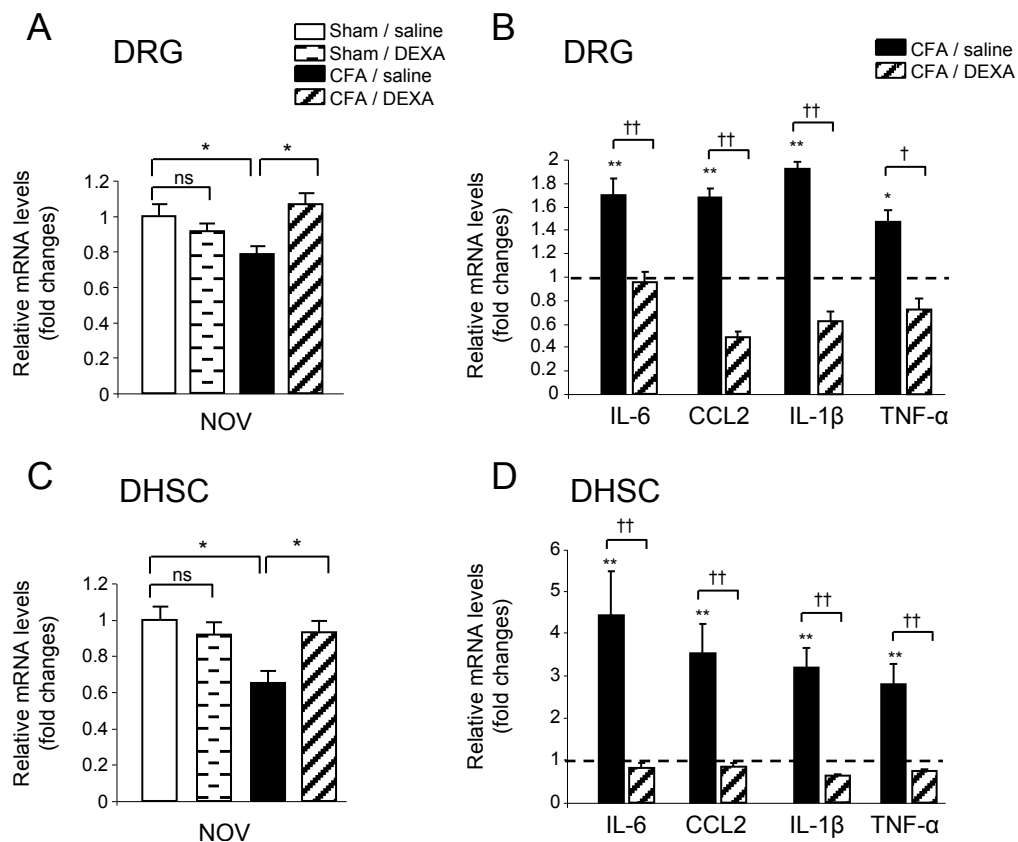 A
DRG
Sham / saline
Sham / DEXA
CFA / saline
CFA / DEXA
Relative mRNA levels
(fold changes)
1.2
1
0.8
0.6
0.4
0.2
0
*
*
ns
NOV
B
DRG
CFA / saline
CFA / DEXA
Relative mRNA levels
(fold changes)
2
1.8
1.6
1.4
1.2
1
0.8
0.6
0.4
0.2
0
††
††
††
†
**
**
**
*
IL-6
CCL2
IL-1β
TNF-α
C
DHSC
Relative mRNA levels
(fold changes)
1.2
1
0.8
0.6
0.4
0.2
0
*
*
ns
NOV
D
DHSC
Relative mRNA levels
(fold changes)
6
5
4
3
2
1
0
††
††
††
††
**
**
**
**
IL-6
CCL2
IL-1β
TNF-α